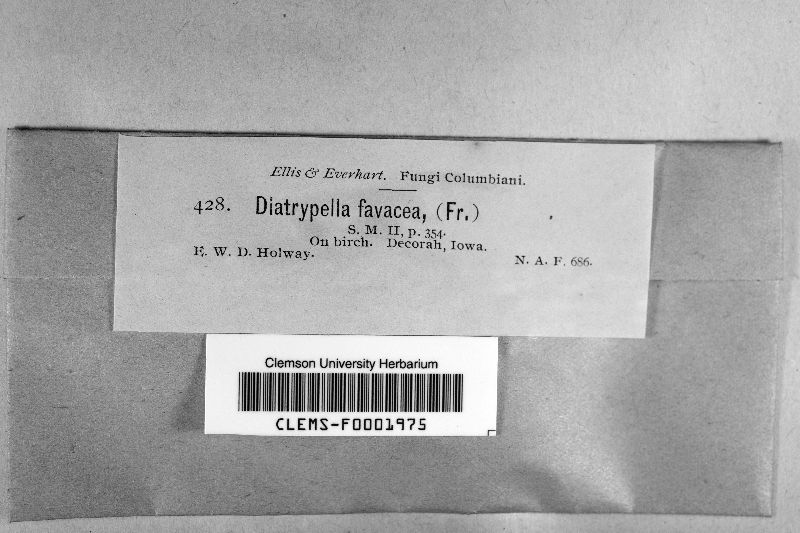 Ellis & Everhart. Fungi Columbiani.
428. Diatrypella favacea, (Fr.)
S. M. II, p. 354.
On birch. Decorah, Iowa.
E. W. D. Holway.
N. A. F. 686.
Clemson University Herbarium
CLEMS-F0001975